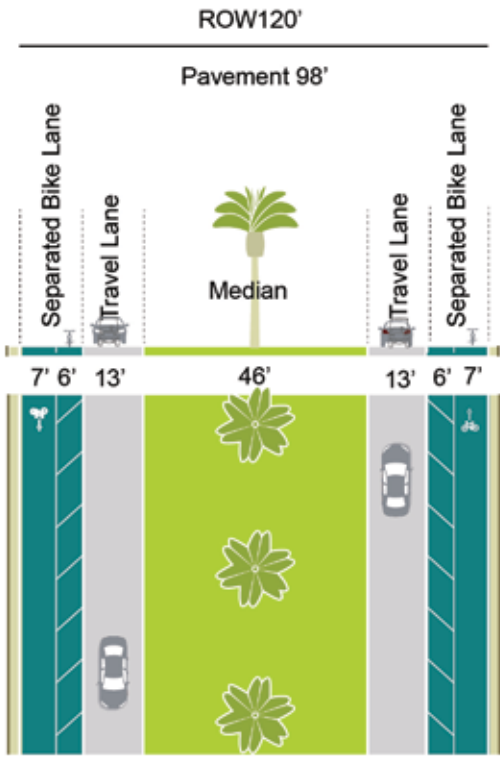 ROW120'
Pavement 98'
Separated Bike Lane
Travel Lane
Median
Travel Lane
Separated Bike Lane
7' 6' 13' 46' 13' 6' 7'